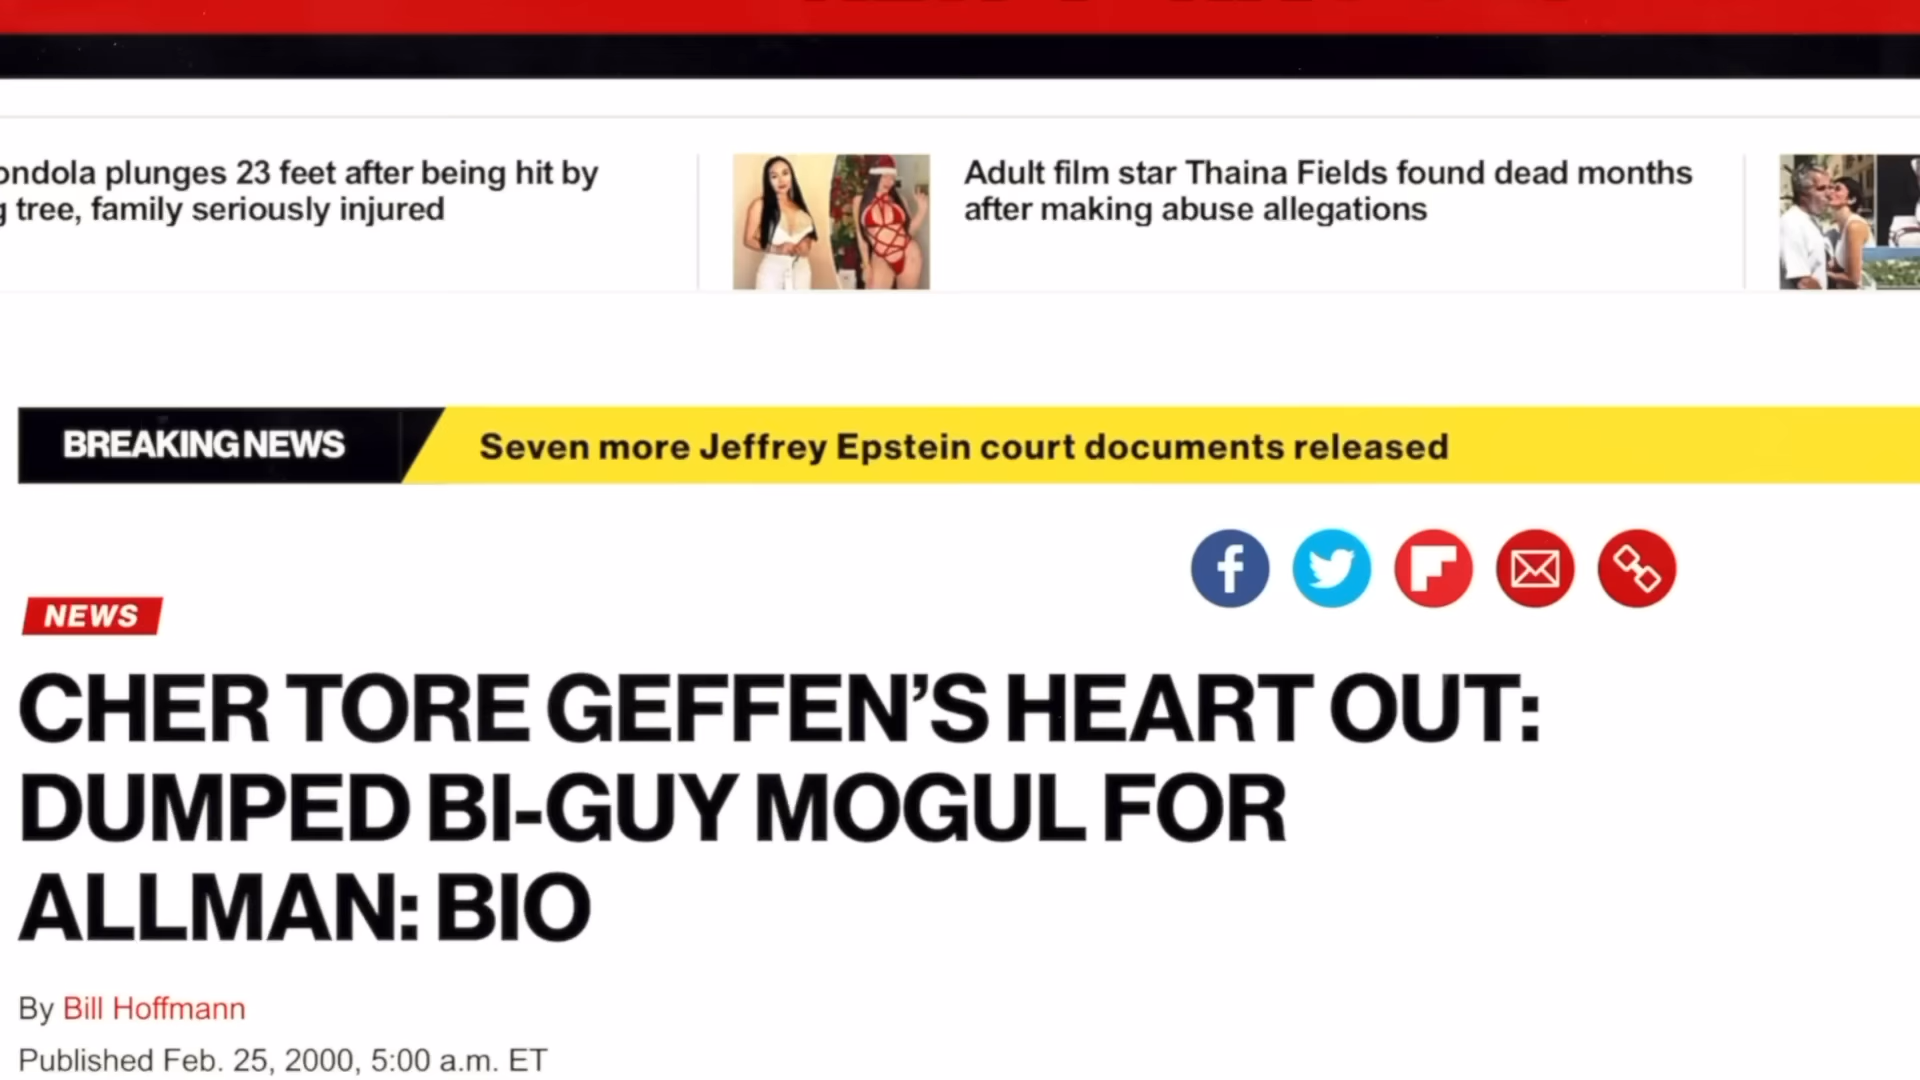 ondola plunges 23 feet after being hit by
g tree, family seriously injured
Adult film star Thaina Fields found dead months
after making abuse allegations
BREAKING NEWS
Seven more Jeffrey Epstein court documents released
NEWS
CHER TORE GEFFEN'S HEART OUT:
DUMPED BI-GUY MOGUL FOR
ALLMAN: BIO
By Bill Hoffmann
Published Feb. 25, 2000, 5:00 a.m. ET